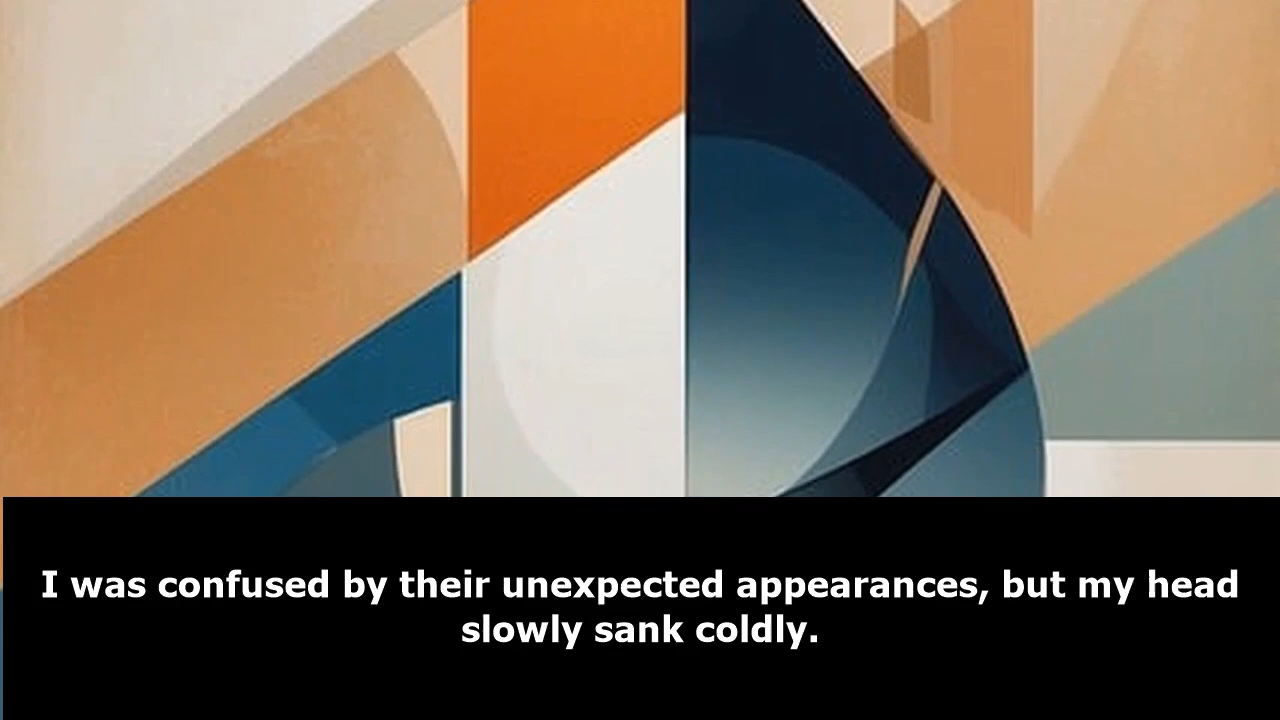 I was confused by their unexpected appearances, but my head
slowly sank coldly.